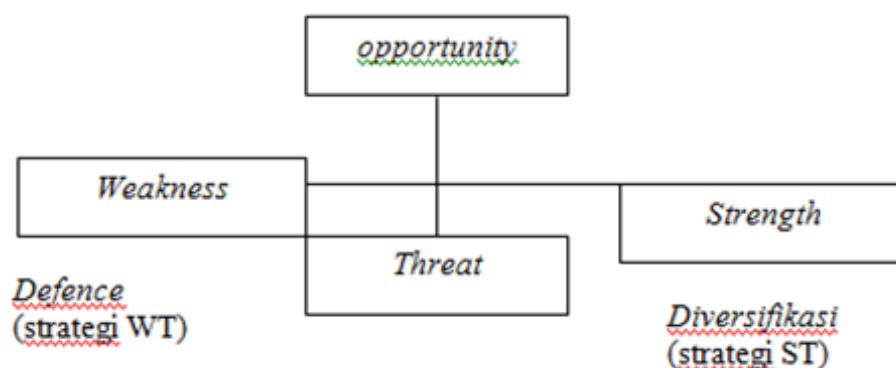 opportunity
Weakness
Strength
Threat
Defence
(strategi WT)
Diversifikasi
(strategi ST)